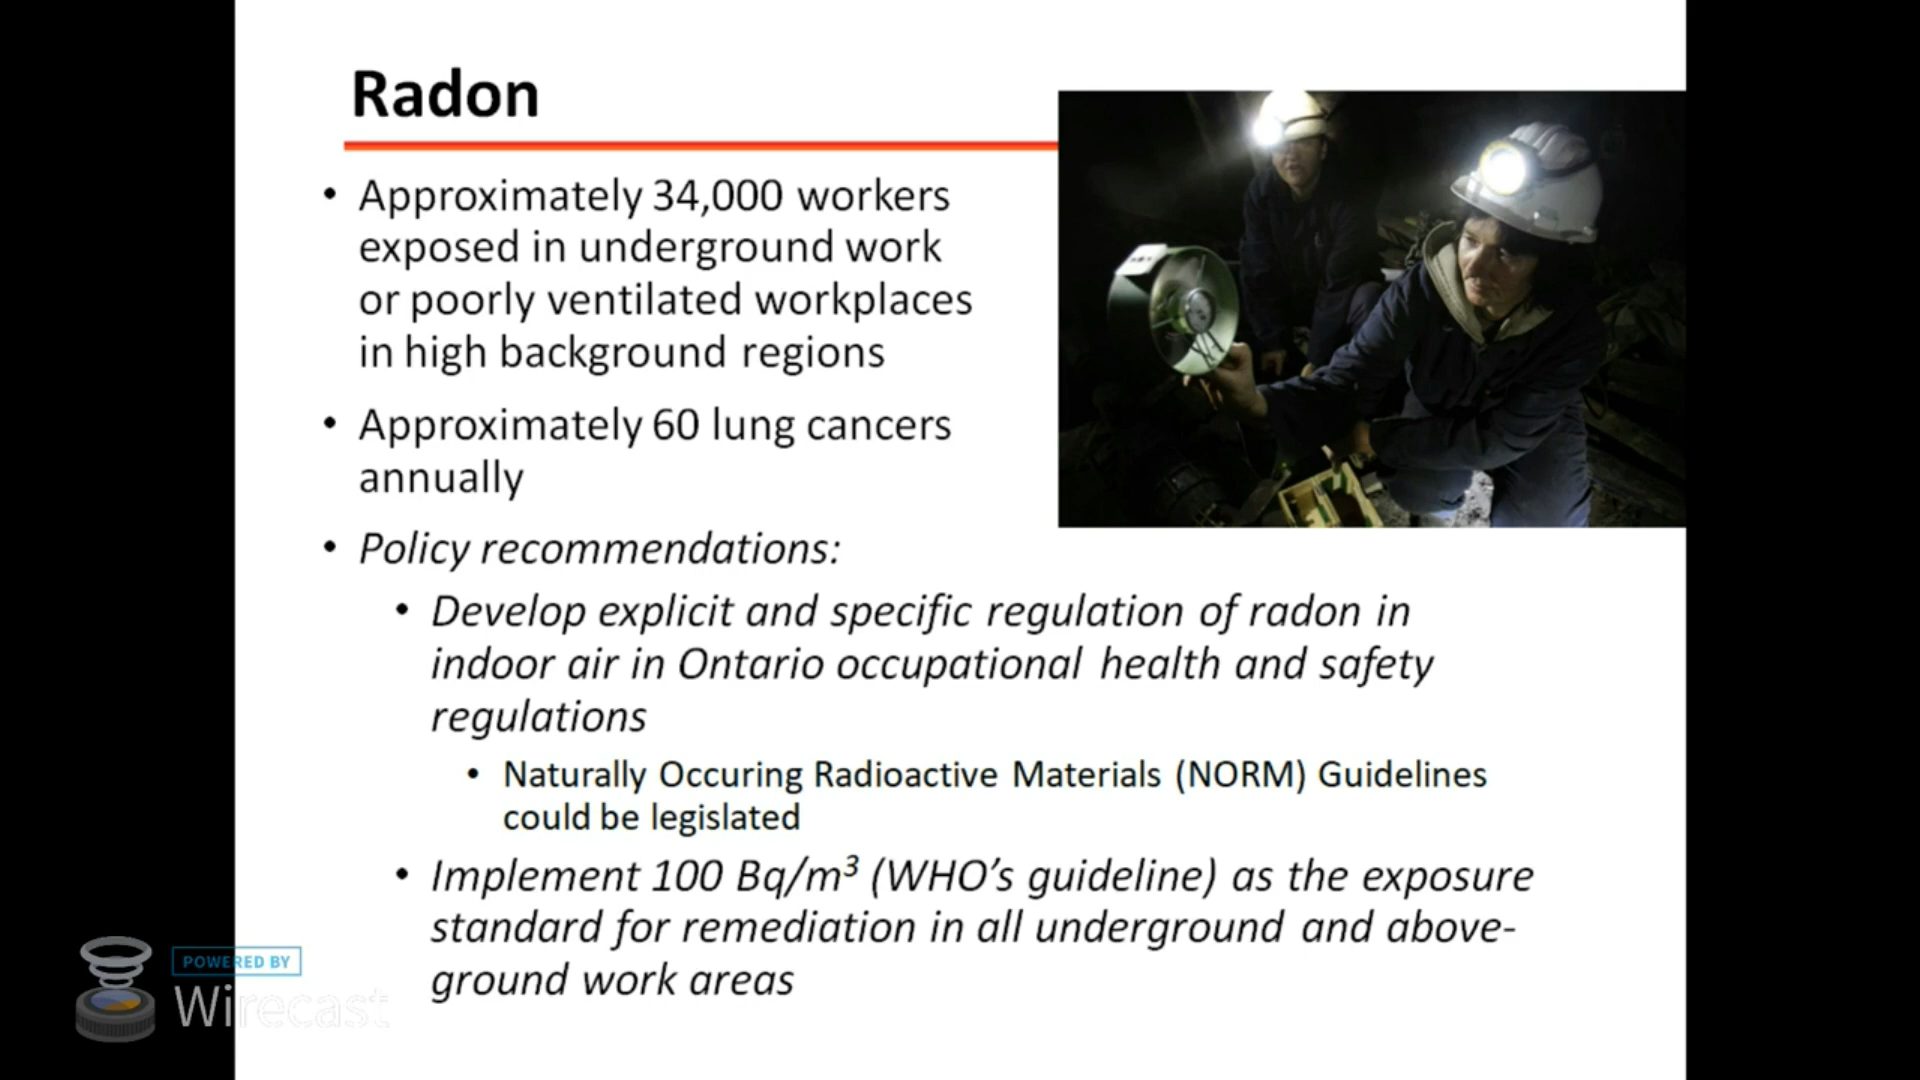 Radon
• Approximately 34,000 workers
exposed in underground work
or poorly ventilated workplaces
in high background regions
• Approximately 60 lung cancers
annually
• Policy recommendations:
• Develop explicit and specific regulation of radon in
indoor air in Ontario occupational health and safety
regulations
• Naturally Occuring Radioactive Materials (NORM) Guidelines
could be legislated
• Implement 100 Bq/m³ (WHO’s guideline) as the exposure
standard for remediation in all underground and above-
ground work areas
POWERED BY
Wirecast